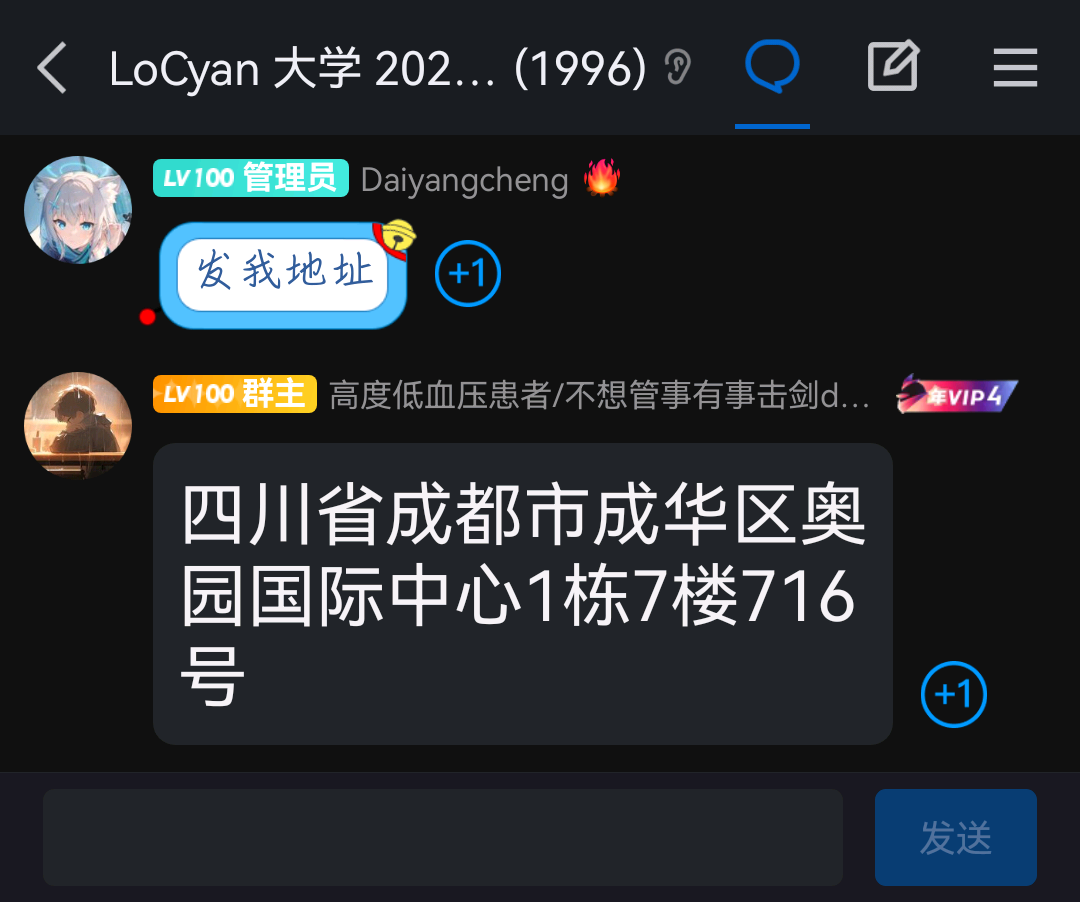 LoCyan 大学 202... (1996)
LV100 管理员 Daiyangcheng
发我地址
+1
LV100 群主 高度低血压患者/不想管事有事击剑d... 年VIP4
四川省成都市成华区奥
园国际中心1栋7楼716
号
+1
发送